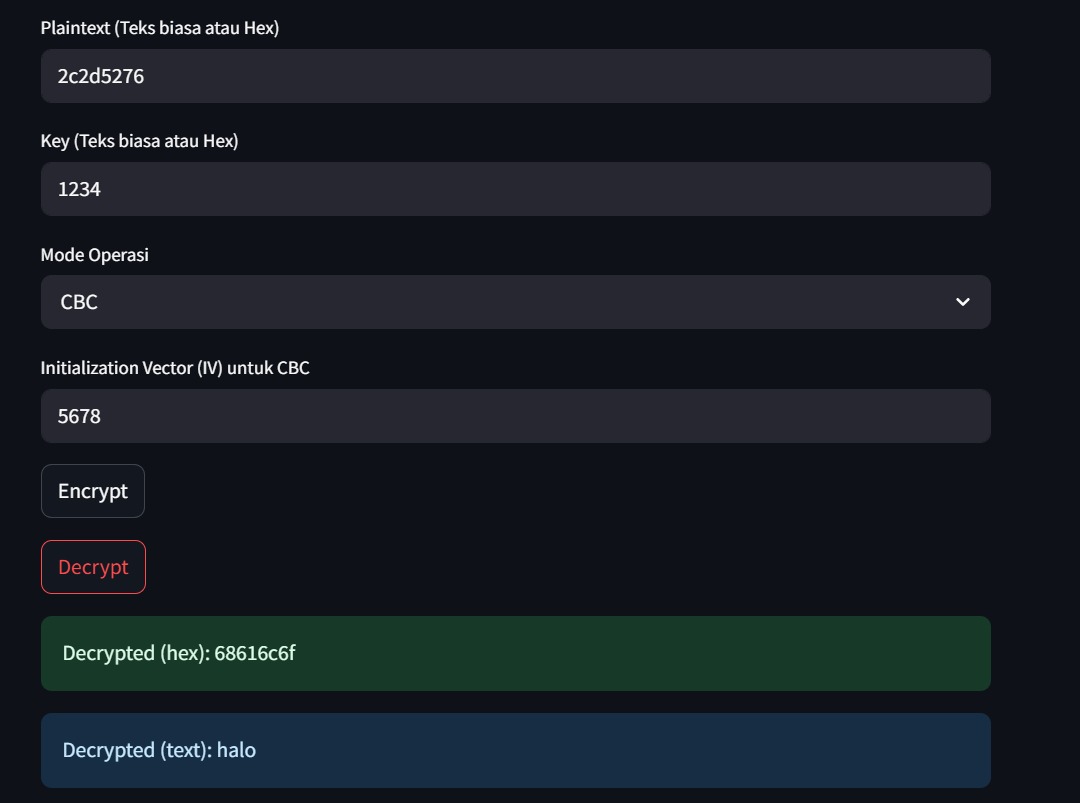 Plaintext (Teks biasa atau Hex)
2c2d5276
Key (Teks biasa atau Hex)
1234
Mode Operasi
CBC
Initialization Vector (IV) untuk CBC
5678
Encrypt
Decrypt
Decrypted (hex): 68616c6f
Decrypted (text): halo